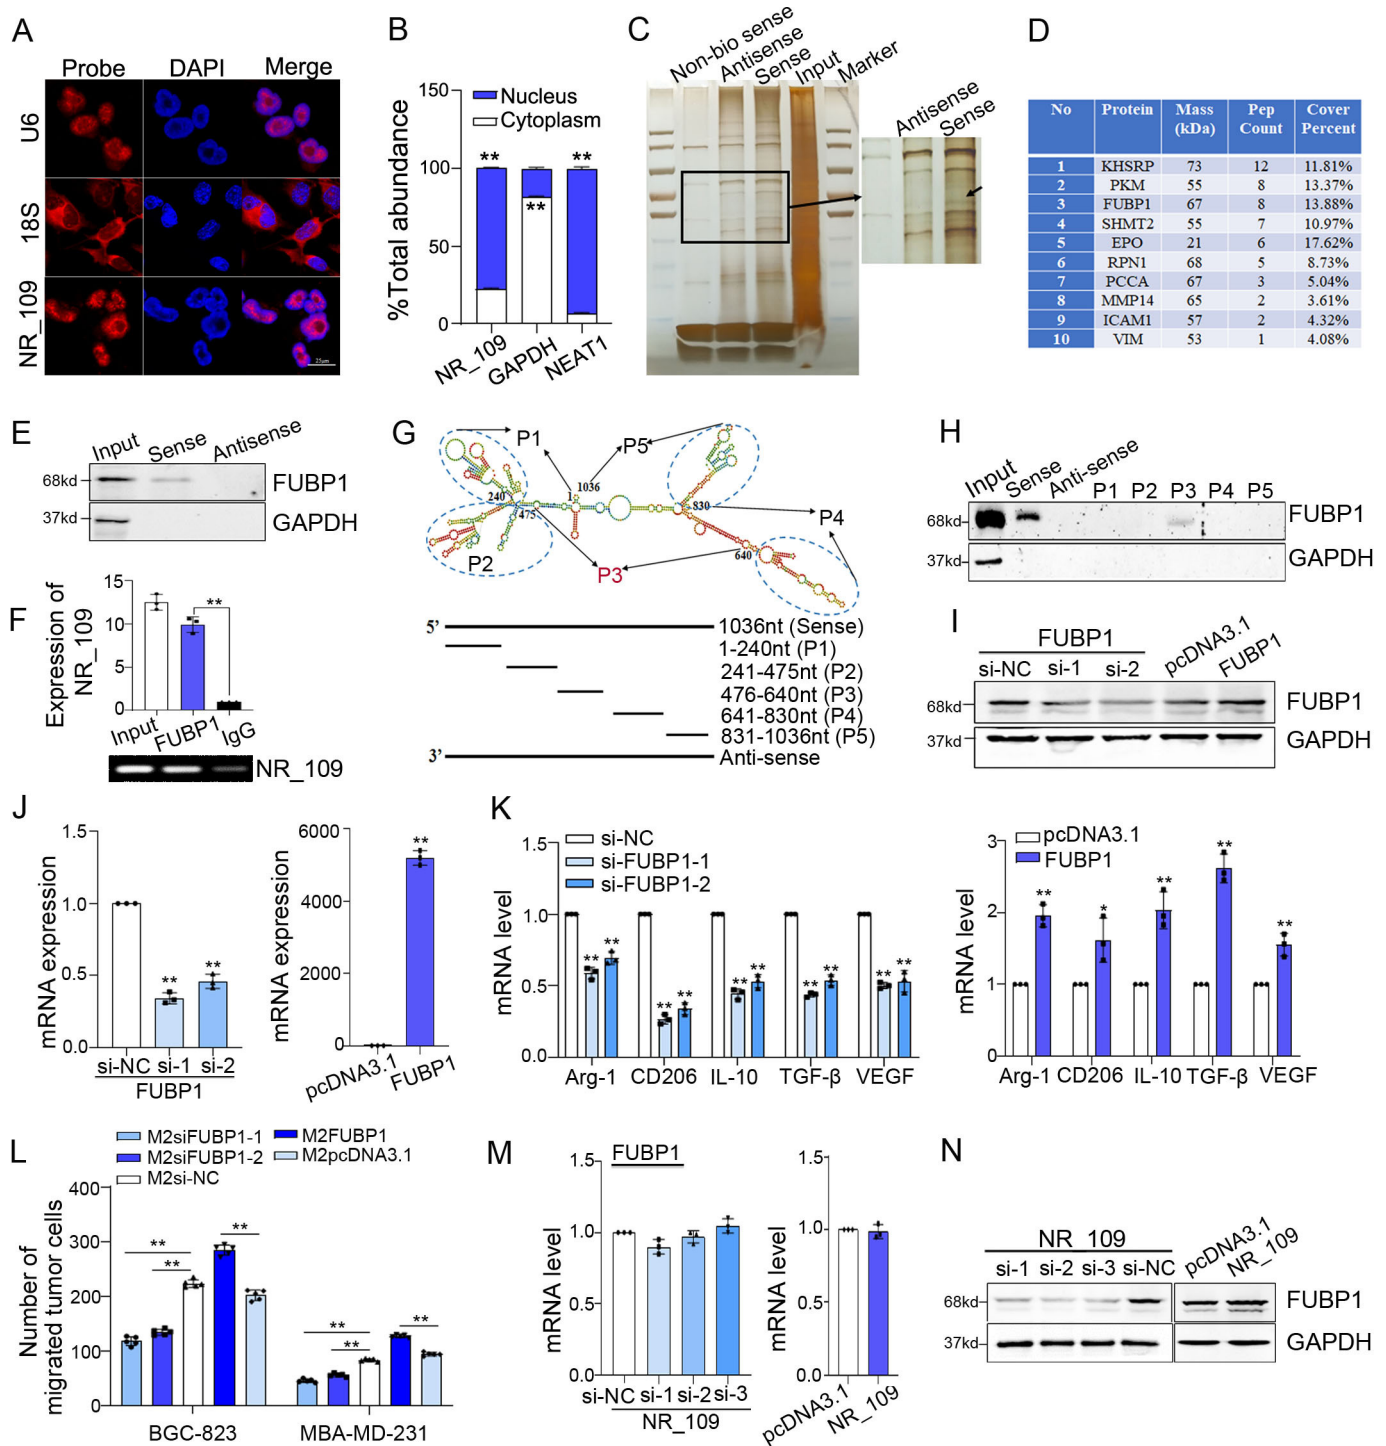 A
Probe DAPI Merge
U6
18S
NR_109
25μm
B
150
100
50
0
%Total abundance
Nucleus
Cytoplasm
**
**
**
NR_109
GAPDH
NEAT1
C
Non-bio sense
Antisense
Sense
Input
Marker
Antisense
Sense
D
No Protein Mass (kDa) Pep Count Cover Percent
1 KHSRP 73 12 11.81%
2 PKM 55 8 13.37%
3 FUBP1 67 8 13.88%
4 SHMT2 55 7 10.97%
5 EPO 21 6 17.62%
6 RPN1 68 5 8.73%
7 PCCA 67 3 5.04%
8 MMP14 65 2 3.61%
9 ICAM1 57 2 4.32%
10 VIM 53 1 4.08%
E
Input Sense Antisense
68kd FUBP1
37kd GAPDH
F
Expression of
NR_109
15
10
5
0
**
Input FUBP1 IgG
NR_109
G
P1 P5
240 1 1036
475 830
P2 P3 640 P4
5' 1036nt (Sense)
1-240nt (P1)
241-475nt (P2)
476-640nt (P3)
641-830nt (P4)
831-1036nt (P5)
3' Anti-sense
H
Input Sense Anti-sense P1 P2 P3 P4 P5
68kd FUBP1
37kd GAPDH
I
FUBP1
si-NC si-1 si-2 pcDNA3.1 FUBP1
68kd FUBP1
37kd GAPDH
J
mRNA expression
1.5
1.0
0.5
0.0
** **
si-NC si-1 si-2
FUBP1
mRNA expression
6000
4000
2000
0
**
pcDNA3.1 FUBP1
K
mRNA level
1.5
1.0
0.5
0.0
si-NC
si-FUBP1-1
si-FUBP1-2
** ** ** ** ** ** ** ** ** **
Arg-1 CD206 IL-10 TGF-β VEGF
mRNA level
3
2
1
0
pcDNA3.1
FUBP1
** * ** ** **
Arg-1 CD206 IL-10 TGF-β VEGF
L
M2siFUBP1-1 M2FUBP1
M2siFUBP1-2 M2pcDNA3.1
M2si-NC
Number of
migrated tumor cells
400
300
200
100
0
** ** **
** ** **
BGC-823 MBA-MD-231
M
FUBP1
mRNA level
1.5
1.0
0.5
0.0
si-NC si-1 si-2 si-3
NR_109
mRNA level
1.5
1.0
0.5
0.0
pcDNA3.1 NR_109
N
NR 109
si-1 si-2 si-3 si-NC pcDNA3.1 NR_109
68kd FUBP1
37kd GAPDH